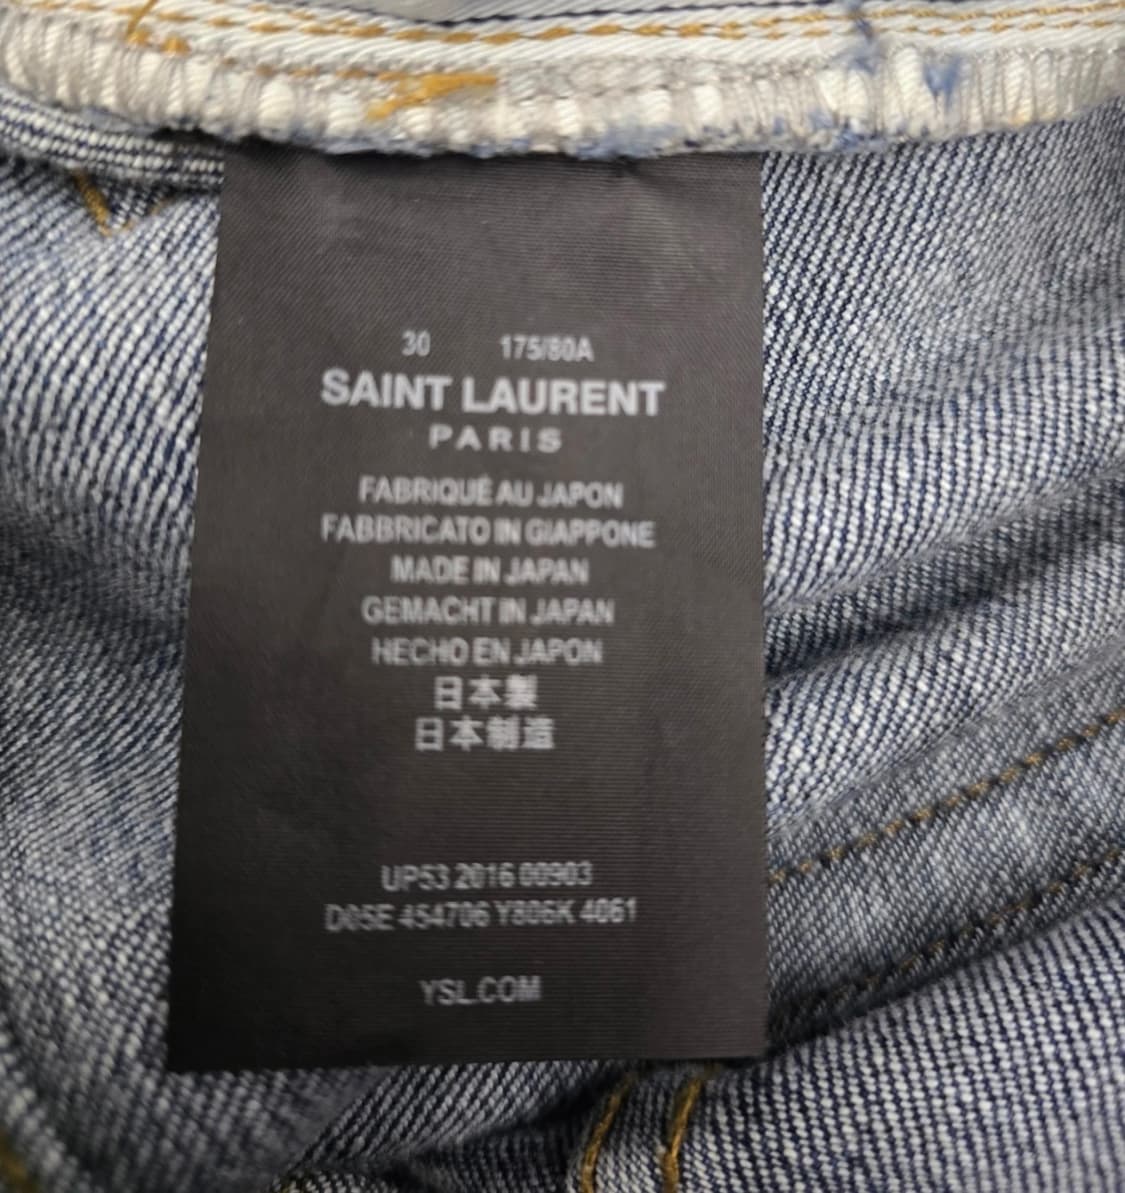 30 175/80A
SAINT LAURENT
PARIS
FABRIQUÉ AU JAPON
FABBRICATO IN GIAPPONE
MADE IN JAPAN
GEMACHT IN JAPAN
HECHO EN JAPON
日本製
日本制造
UP53 2016 00903
D05E 454706 Y806K 4061
YSL.COM